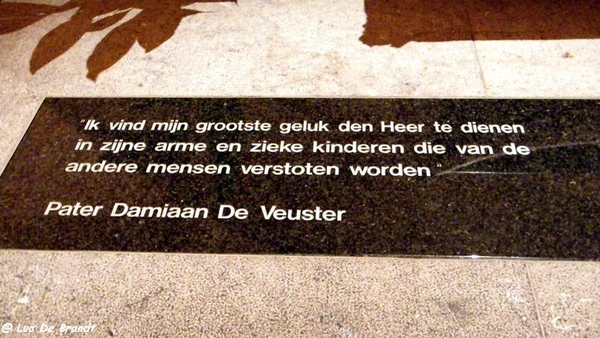 "Ik vind mijn grootste geluk den Heer te dienen
in zijne arme en zieke kinderen die van de
andere mensen verstoten worden"
Pater Damiaan De Veuster
@ Luc De Brandt